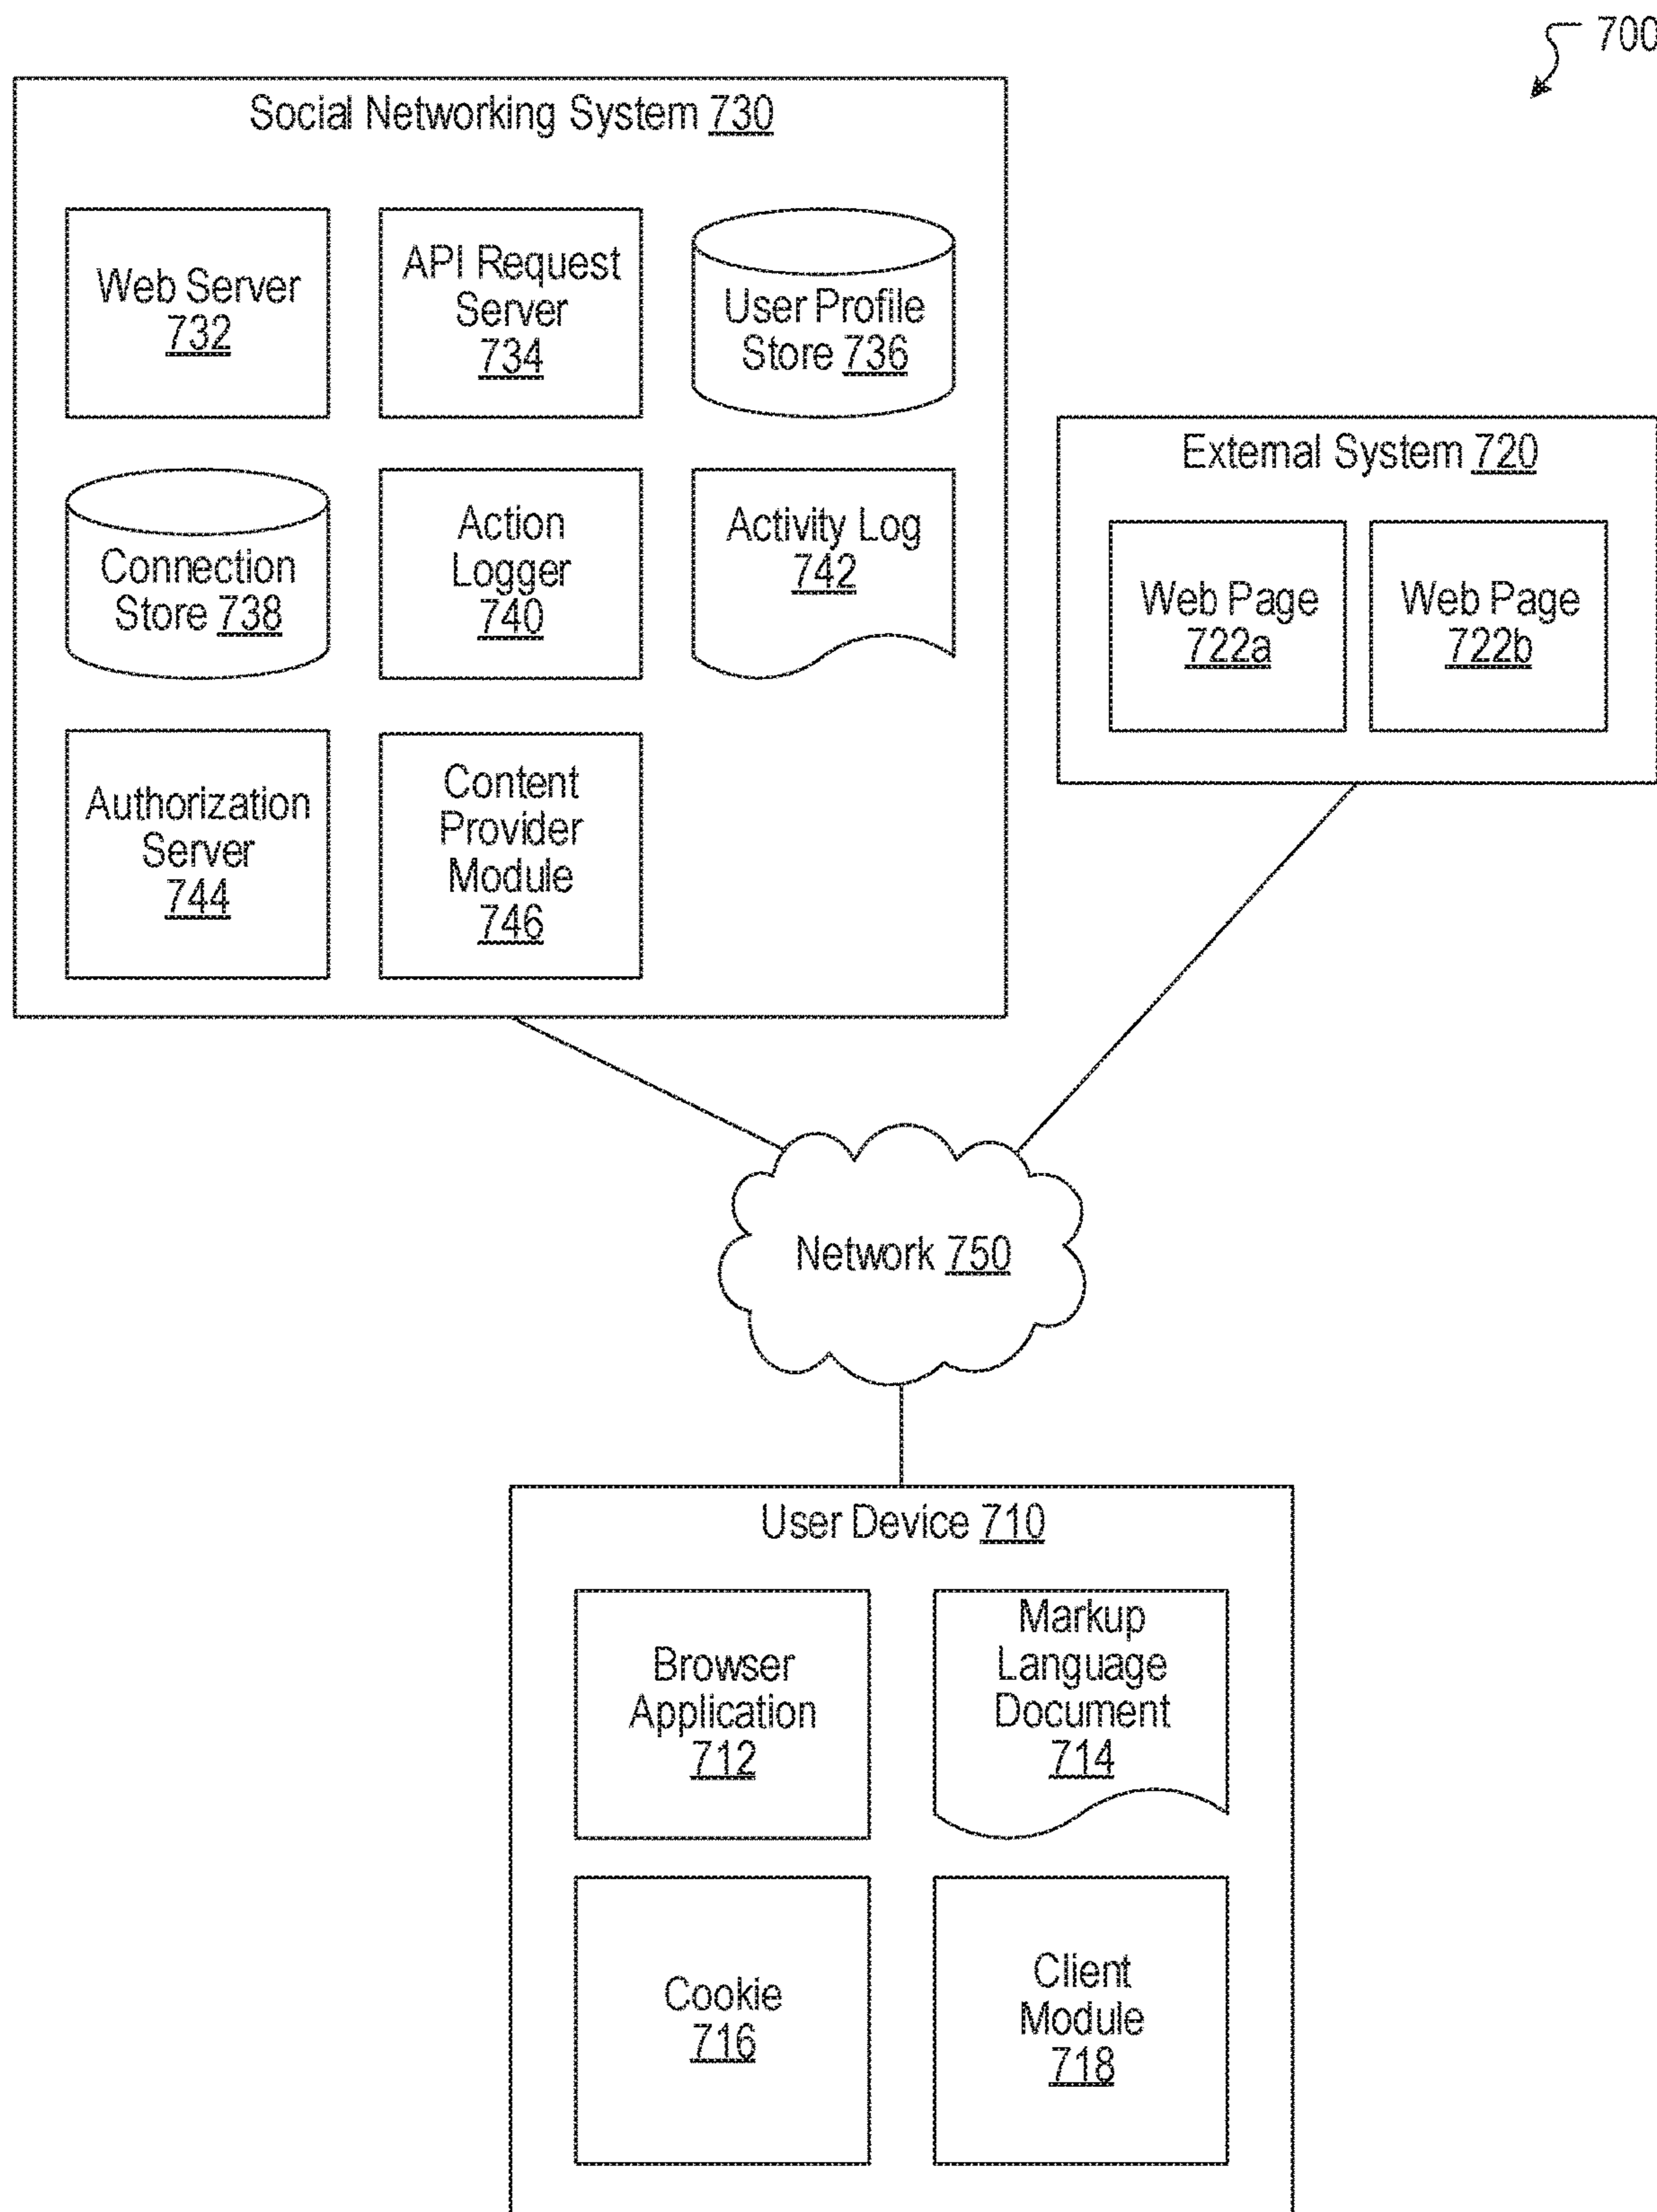 700
Social Networking System 730
Web Server
732
API Request
Server
734
User Profile
Store 736
Connection
Store 738
Action
Logger
740
Activity Log
742
Authorization
Server
744
Content
Provider
Module
746
External System 720
Web Page
722a
Web Page
722b
Network 750
User Device 710
Browser
Application
712
Markup
Language
Document
714
Cookie
716
Client
Module
718